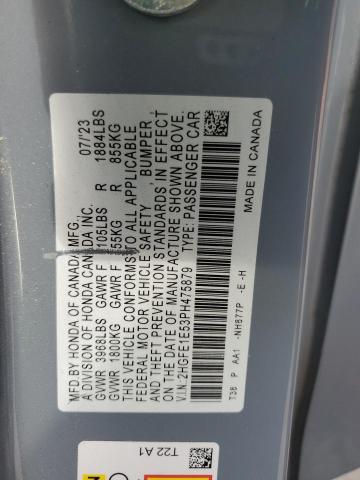 MFD. BY HONDA OF CANADA MFG. 07/23
A DIVISION OF HONDA CANADA INC.
GVWR 3968LBS GAWR F 2105LBS R 1884LBS
GVWR 1800KG GAWR F 955KG R 855KG
THIS VEHICLE CONFORMS TO ALL APPLICABLE
FEDERAL MOTOR VEHICLE SAFETY BUMPER,
AND THEFT PREVENTION STANDARDS IN EFFECT
ON THE DATE OF MANUFACTURE SHOWN ABOVE.
V.I.N. 2HGFE1E53PH475879 TYPE: PASSENGER CAR
T38 P AA1 -NH877P -E -H MADE IN CANADA
T22 A1